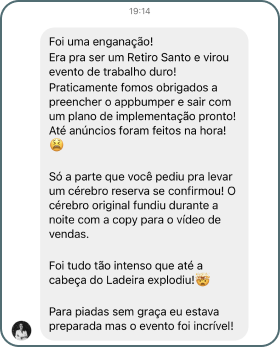 19:14
Foi uma enganação!
Era pra ser um Retiro Santo e virou
evento de trabalho duro!
Praticamente fomos obrigados a
preencher o appbumper e sair com
um plano de implementação pronto!
Até anúncios foram feitos na hora!
😫
Só a parte que você pediu pra levar
um cérebro reserva se confirmou! O
cérebro original fundiu durante a
noite com a copy para o vídeo de
vendas.
Foi tudo tão intenso que até a
cabeça do Ladeira explodiu!🤯
Para piadas sem graça eu estava
preparada mas o evento foi incrível!